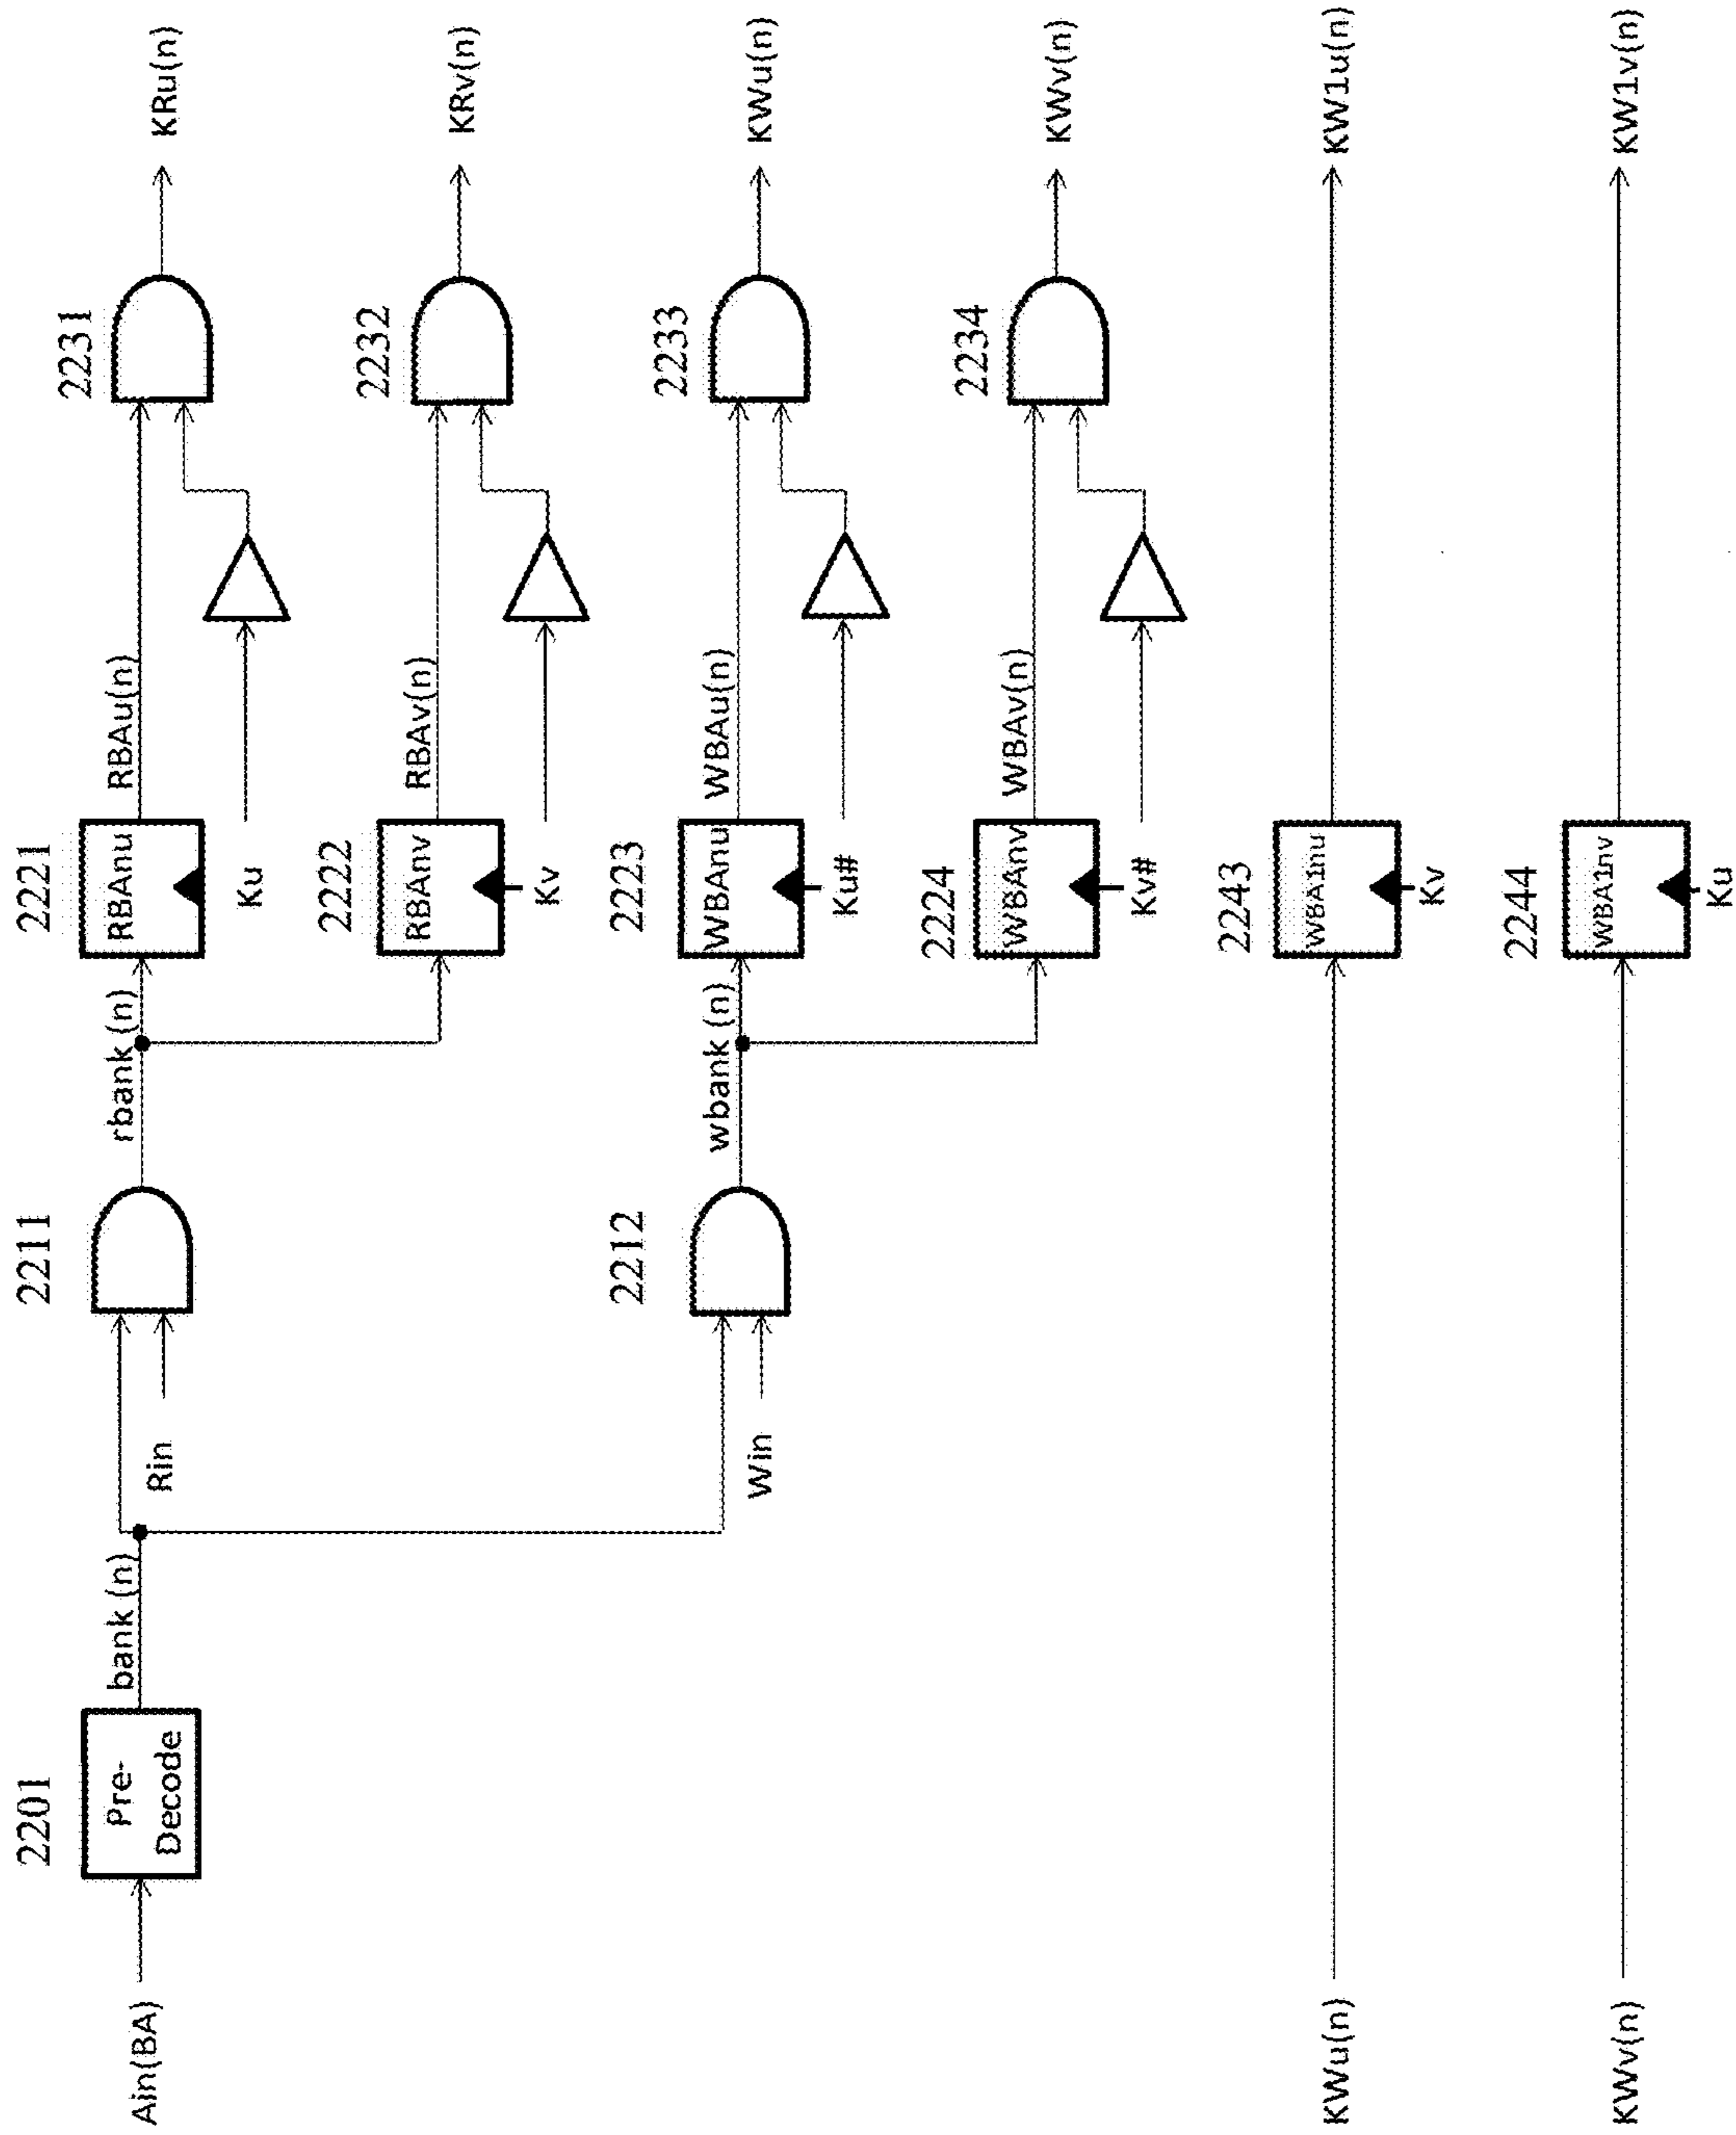 2201
2211
2221
2231
Ain(BA)
Pre-
Decode
bank (n)
Rin
rbank (n)
RBAnu
Ku
RBAu(n)
KRu(n)
2222
2232
RBAnv
Kv
RBAv(n)
KRv(n)
2212
2223
2233
Win
wbank (n)
WBAnu
Ku#
WBAu(n)
KWu(n)
2224
2234
WBAnv
Kv#
WBAv(n)
KWv(n)
2243
KWu(n)
WBA1nu
Kv
KW1u(n)
2244
KWv(n)
WBA1nv
Ku
KW1v(n)